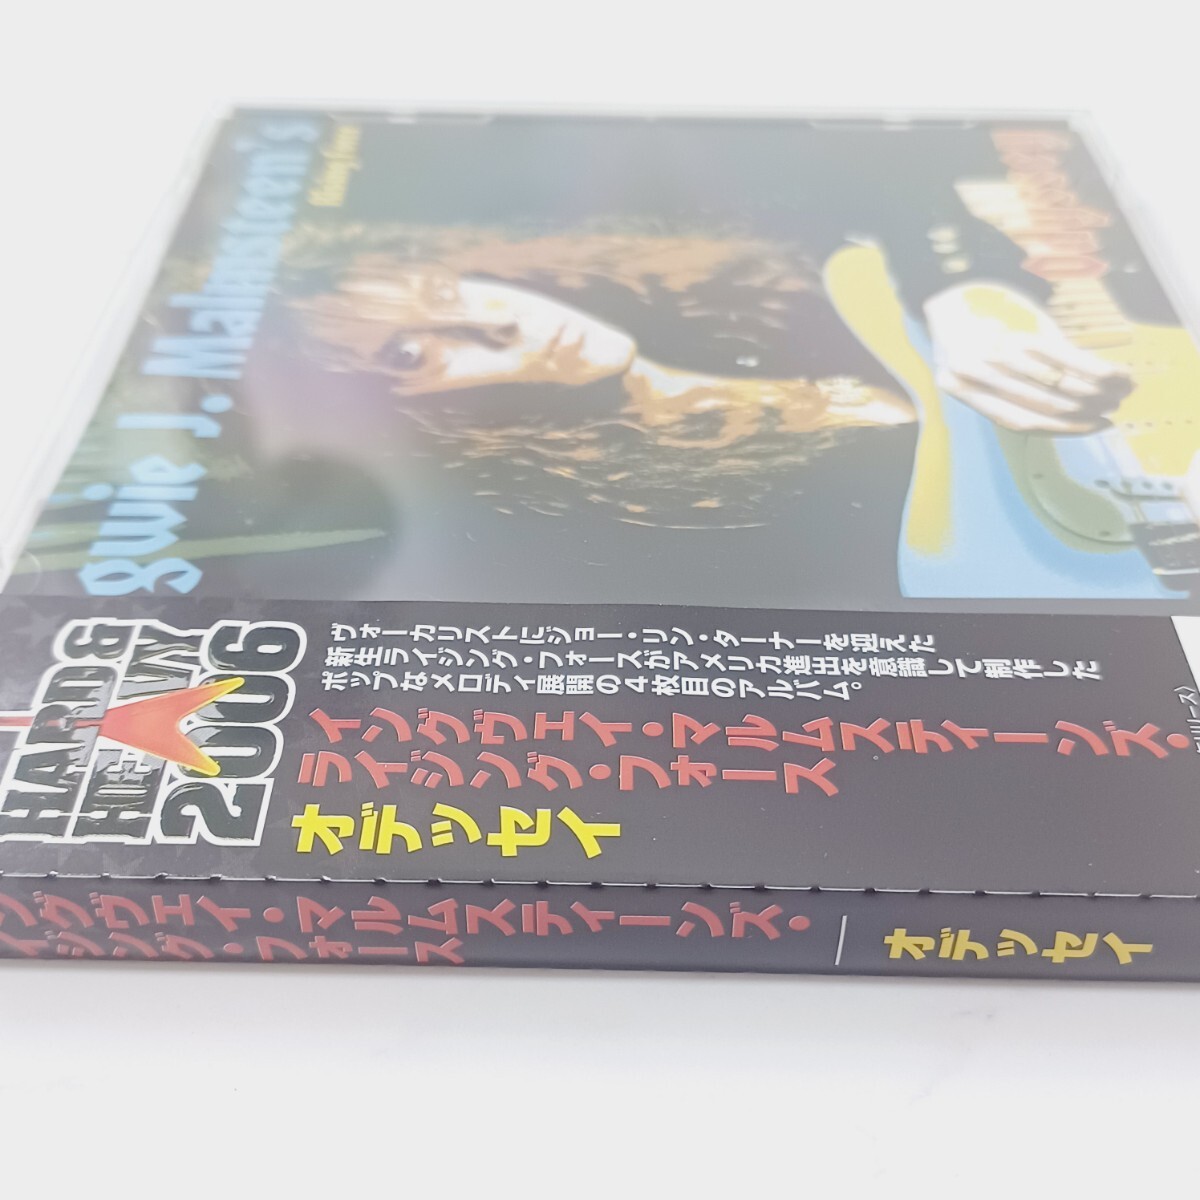 gwie J. Malmsteen's
Rising Force
odyssey
HARD &
HEAVY
2006
ヴォーカリストにジョー・リン・ターナーを迎えた
新生ライジング・フォーズがアメリカ進出を意識して制作した
ポップなメロディ展開の4枚目のアルバム。
イングヴェイ・マルムスティーンズ・
ライジング・フォース
オデッセイ
ングヴェイ・マルムスティーンズ・
イジング・フォース
オデッセイ